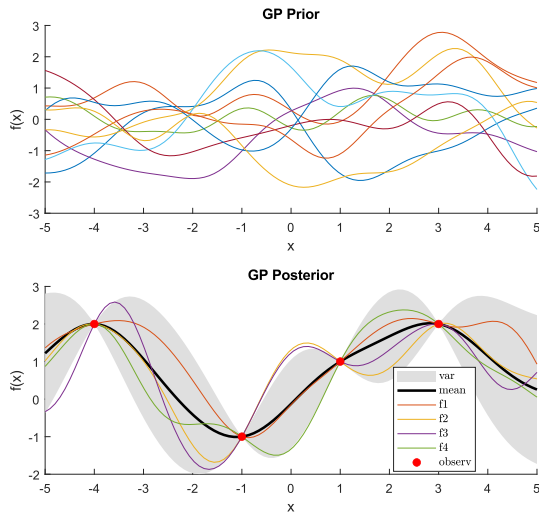 GP Prior
3
2
1
0
-1
-2
-3
f(x)
-5 -4 -3 -2 -1 0 1 2 3 4 5
x
GP Posterior
3
2
1
0
-1
-2
f(x)
var
mean
f1
f2
f3
f4
observ
-5 -4 -3 -2 -1 0 1 2 3 4 5
x